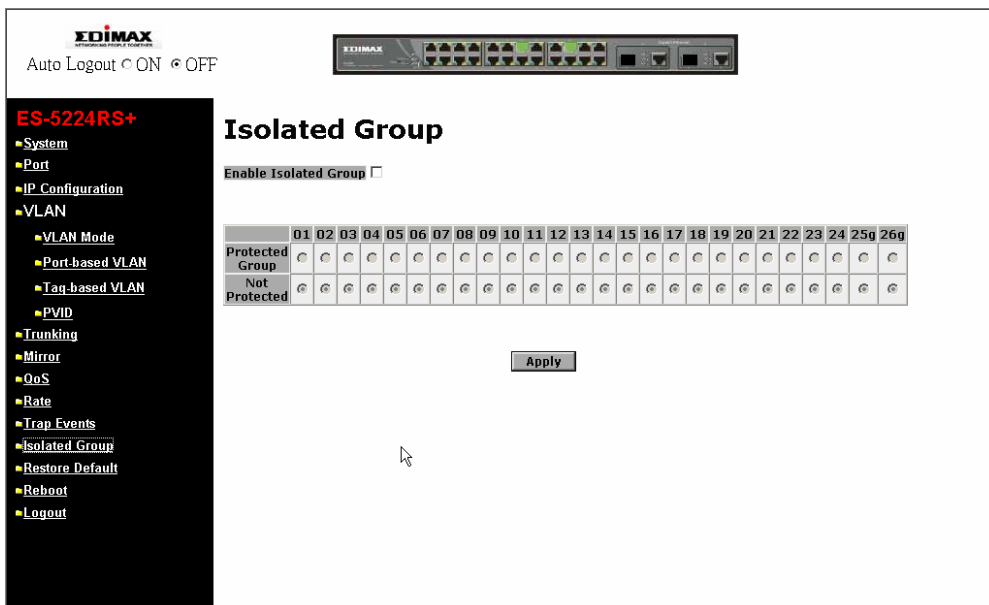 EDIMAX
NETWORKING PEOPLE TOGETHER
Auto Logout ON OFF
EDIMAX
ES-5224RS+
System
Port
IP Configuration
VLAN
VLAN Mode
Port-based VLAN
Tag-based VLAN
PVID
Trunking
Mirror
QoS
Rate
Trap Events
Isolated Group
Restore Default
Reboot
Logout
Isolated Group
Enable Isolated Group
01 02 03 04 05 06 07 08 09 10 11 12 13 14 15 16 17 18 19 20 21 22 23 24 25g 26g
Protected
Group
Not
Protected
Apply